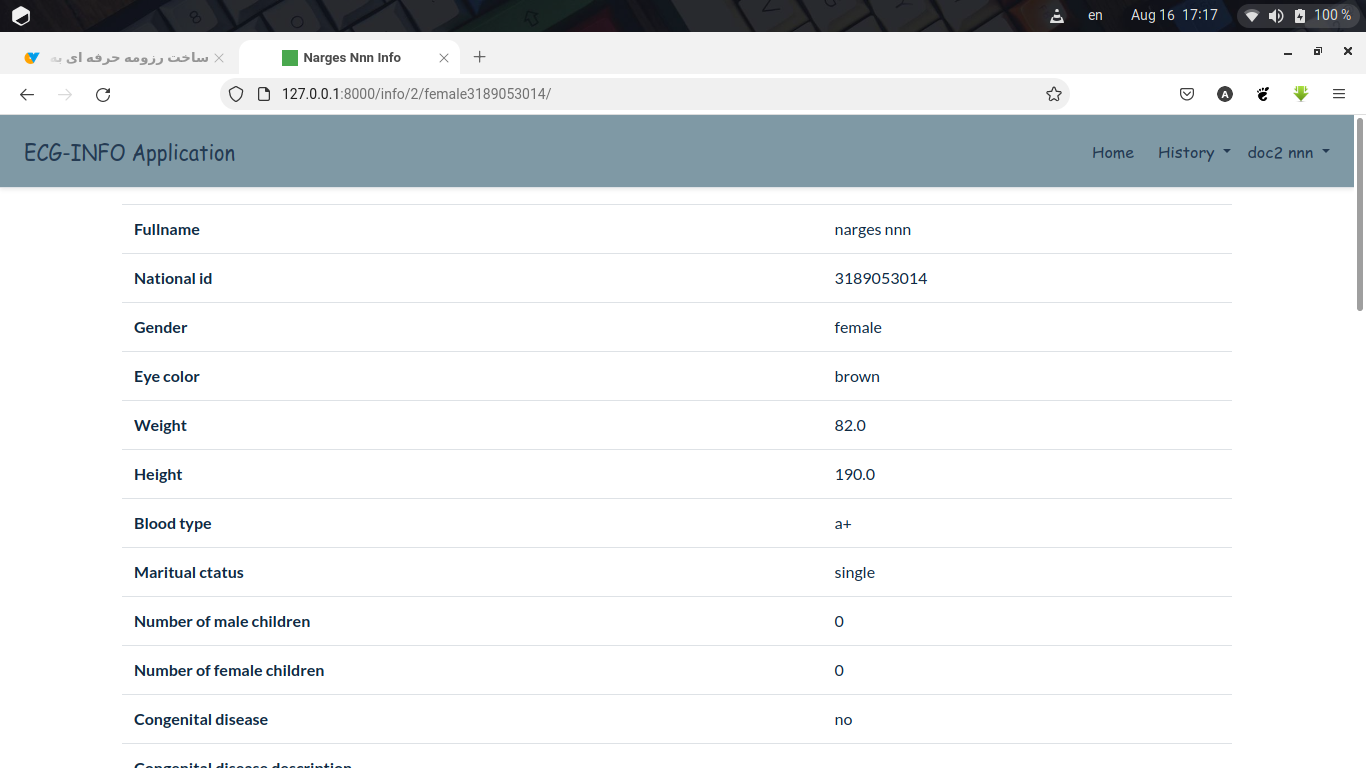 en Aug 16 17:17 100 %
ساخت رزومه حرفه ای به
Narges Nnn Info
127.0.0.1:8000/info/2/female3189053014/
ECG-INFO Application Home History doc2 nnn
Fullname narges nnn
National id 3189053014
Gender female
Eye color brown
Weight 82.0
Height 190.0
Blood type a+
Maritual ctatus single
Number of male children 0
Number of female children 0
Congenital disease no
Congenital disease description